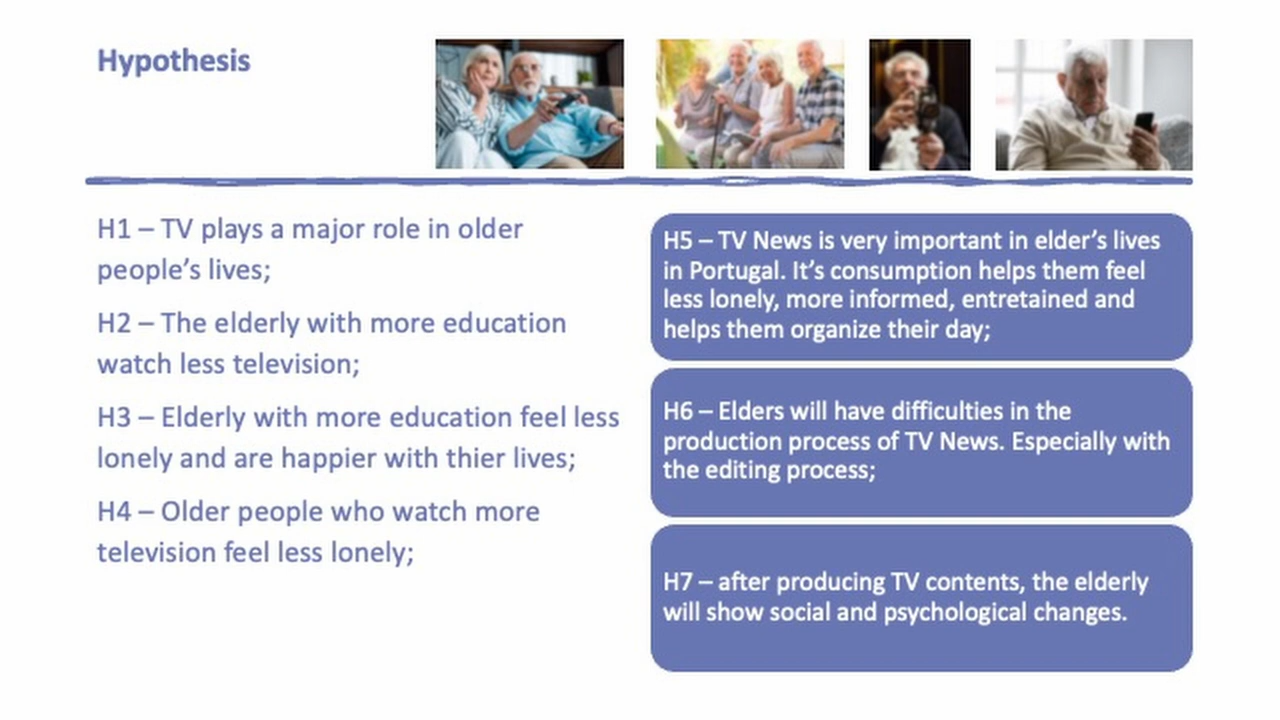 Hypothesis
H1 – TV plays a major role in older
people’s lives;
H2 – The elderly with more education
watch less television;
H3 – Elderly with more education feel less
lonely and are happier with thier lives;
H4 – Older people who watch more
television feel less lonely;
H5 – TV News is very important in elder’s lives
in Portugal. It’s consumption helps them feel
less lonely, more informed, entretained and
helps them organize their day;
H6 – Elders will have difficulties in the
production process of TV News. Especially with
the editing process;
H7 – after producing TV contents, the elderly
will show social and psychological changes.